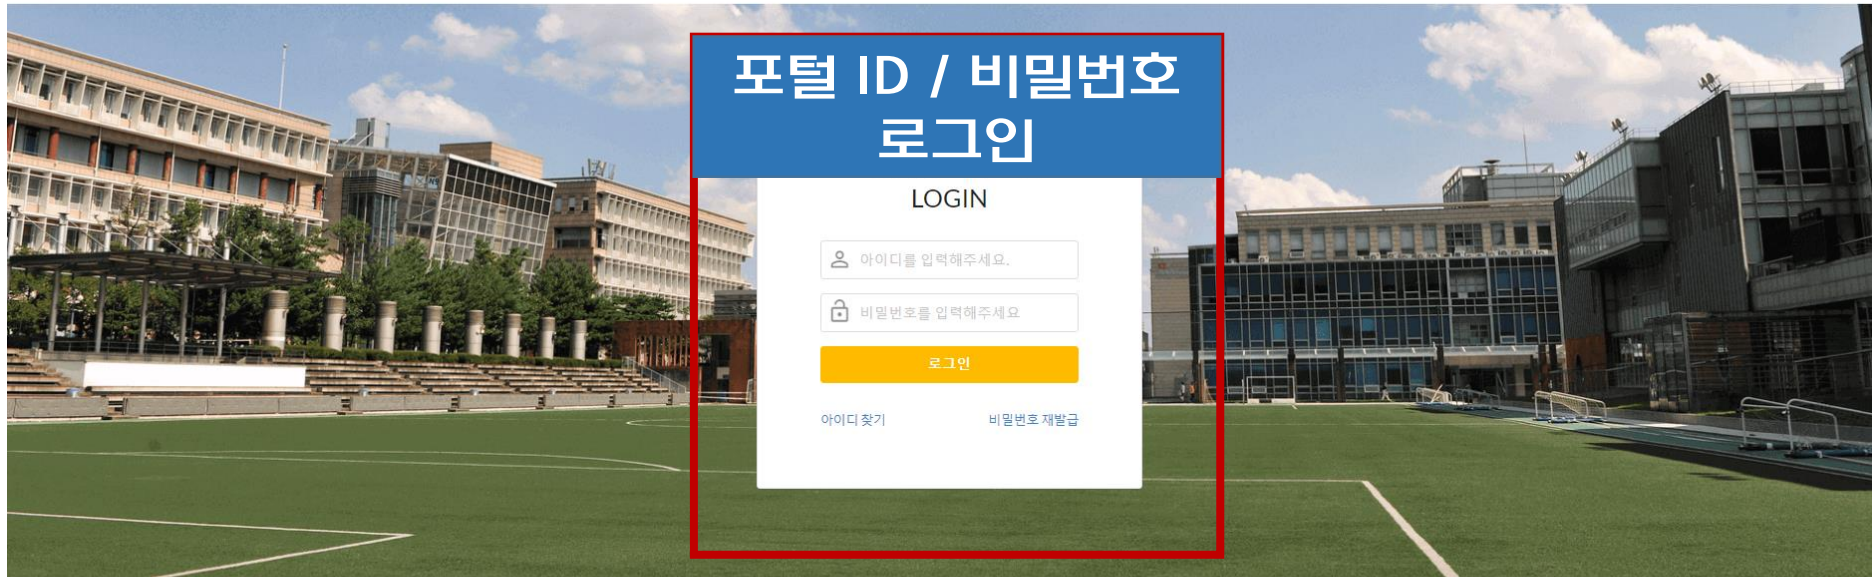 포털 ID / 비밀번호
로그인
LOGIN
아이디를 입력해주세요.
비밀번호를 입력해주세요
로그인
아이디 찾기 비밀번호 재발급